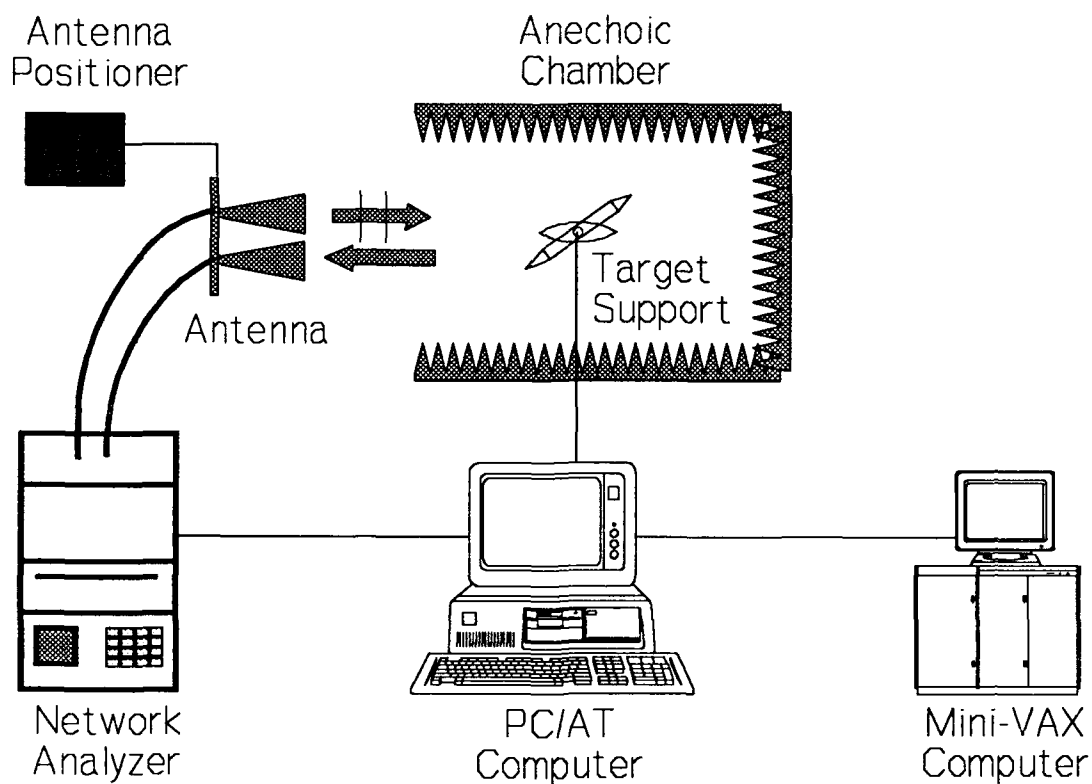 Antenna
Positioner
Anechoic
Chamber
Target
Support
Antenna
Network
Analyzer
PC/AT
Computer
Mini-VAX
Computer